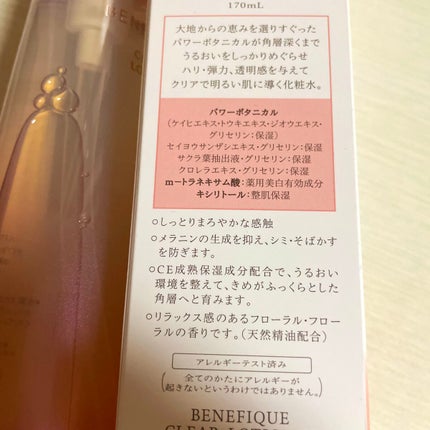 170mL
大地からの恵みを選りすぐった
パワーボタニカルが角層深くまで
うるおいをしっかりめぐらせ
ハリ・弾力、透明感を与えて
クリアで明るい肌に導く化粧水。
パワーボタニカル
(ケイヒエキス・トウキエキス・ジオウエキス・
グリセリン:保湿)
セイヨウサンザシエキス・グリセリン:保湿
サクラ葉抽出液・グリセリン:保湿
クロレラエキス・グリセリン:保湿
m-トラネキサム酸:薬用美白有効成分
キシリトール:整肌保湿
○しっとりまろやかな感触
○メラニンの生成を抑え、シミ・そばかす
を防ぎます。
○CE成熟保湿成分配合で、うるおい
環境を整えて、きめがふっくらとした
角層へと育みます。
○リラックス感のあるフローラル・フロー
ラルの香りです。(天然精油配合)
アレルギーテスト済み
(全てのかたにアレルギーが
起きないというわけではありません。)
BENEFIQUE
CLEAR LOTION